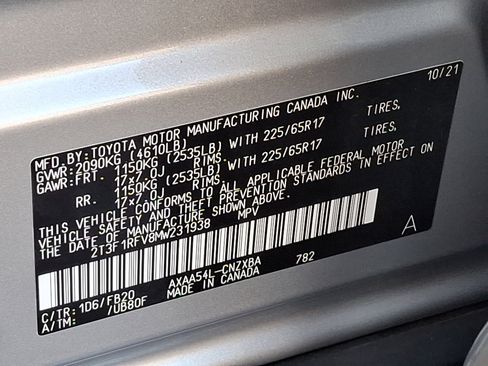 10/21
MFD.BY:TOYOTA MOTOR MANUFACTURING CANADA INC.
GVWR:2090KG (4610LB)
GAWR:FRT. 1150KG (2535LB) WITH 225/65R17 TIRES,
17x7.0J RIMS.
RR. 1150KG (2535LB) WITH 225/65R17 TIRES,
17x7.0J RIMS.
THIS VEHICLE CONFORMS TO ALL APPLICABLE FEDERAL MOTOR
VEHICLE SAFETY AND THEFT PREVENTION STANDARDS IN EFFECT ON
THE DATE OF MANUFACTURE SHOWN ABOVE.
2T3F1RFV8MW231938 MPV
A
C/TR: 1D6/FB20 AXAA54L-CNZXBA 782
A/TM: /UB80F MADE IN CANADA